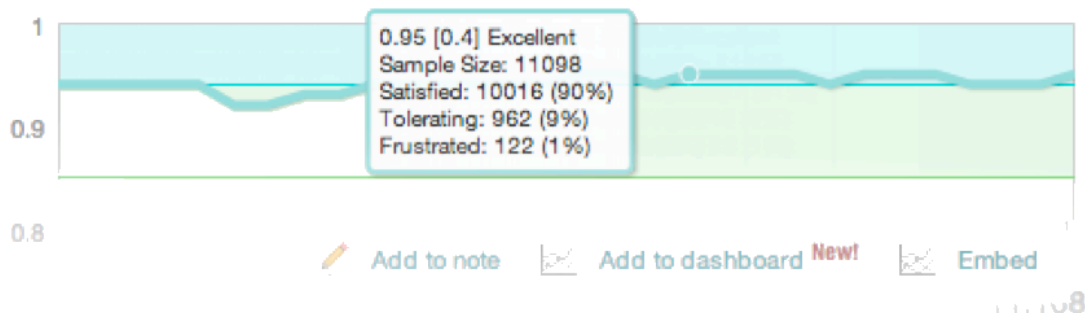 1
0.95 [0.4] Excellent
Sample Size: 11098
Satisfied: 10016 (90%)
Tolerating: 962 (9%)
Frustrated: 122 (1%)
0.9
0.8
Add to note Add to dashboard New! Embed